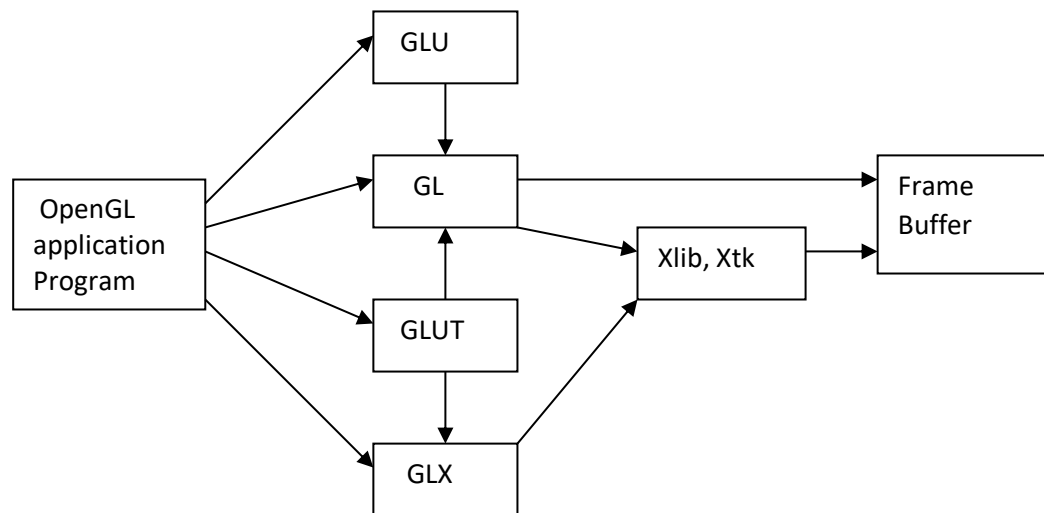 GLU
OpenGL
application
Program
GL
Frame
Buffer
Xlib, Xtk
GLUT
GLX